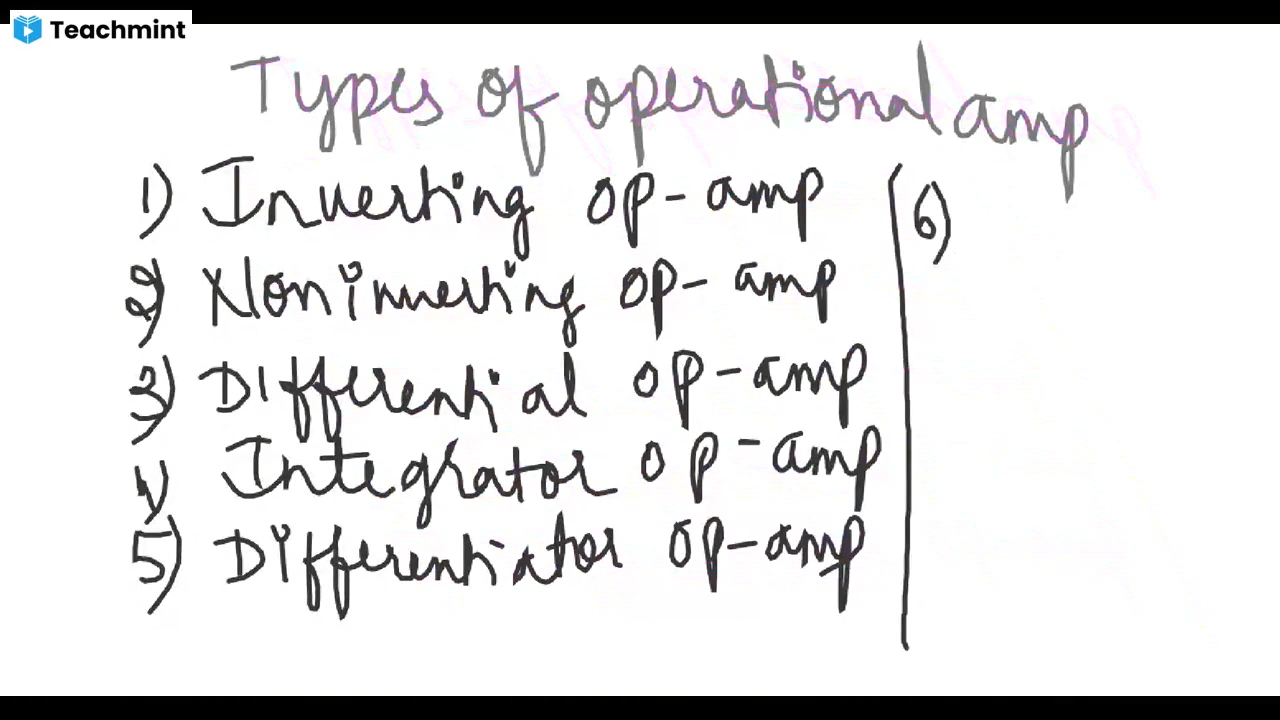 Teachmint
Types of operational amp
1) Inverting op-amp
2) Noninverting op-amp
3) Differential op-amp
4) Integrator op-amp
5) Differentiator op-amp
6)